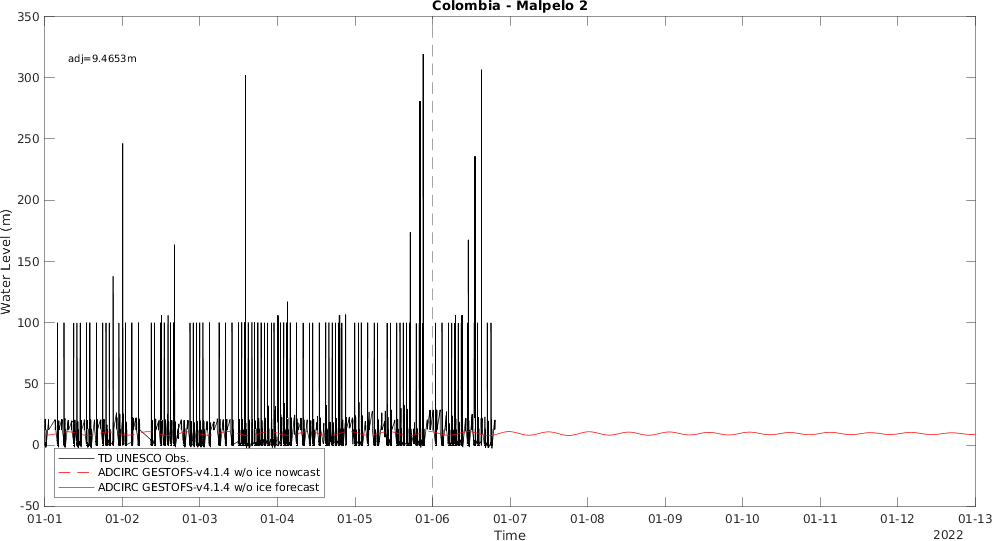 Colombia - Malpelo 2
350
300
250
200
150
100
50
0
-50
Water Level (m)
adj=9.4653m
TD UNESCO Obs.
ADCIRC GESTOFS-v4.1.4 w/o ice nowcast
ADCIRC GESTOFS-v4.1.4 w/o ice forecast
01-01 01-02 01-03 01-04 01-05 01-06 01-07 01-08 01-09 01-10 01-11 01-12 01-13
Time
2022